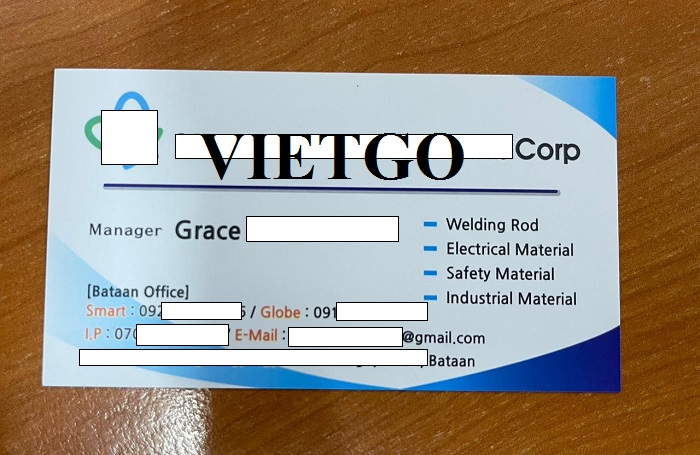 VIETGO Corp
Manager Grace
Welding Rod
Electrical Material
Safety Material
Industrial Material
[Bataan Office]
Smart : 092 5 / Globe : 091
I.P : 070 / E-Mail : @gmail.com
Bataan